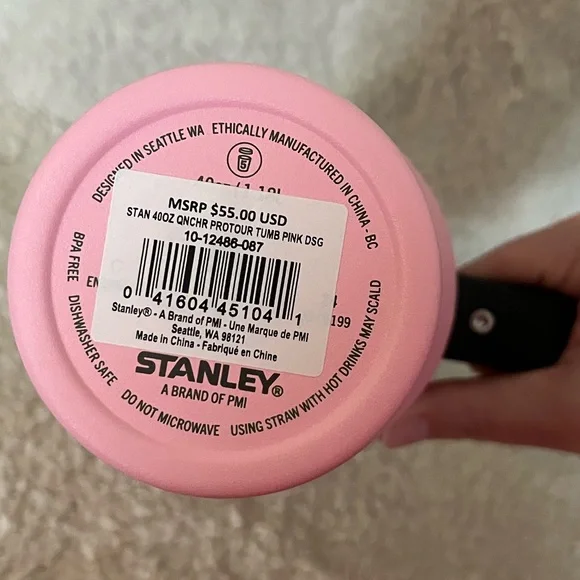 DESIGNED IN SEATTLE WA ETHICALLY MANUFACTURED IN CHINA - BC
5
MSRP $55.00 USD
STAN 40OZ QNCHR PROTOUR TUMB PINK DSG
10-12486-087
0 41604 45104 1
Stanley® - A Brand of PMI - Une Marque de PMI
Seattle, WA 98121
Made in China - Fabriqué en Chine
199
STANLEY®
A BRAND OF PMI
BPA FREE DISHWASHER SAFE DO NOT MICROWAVE USING STRAW WITH HOT DRINKS MAY SCALD